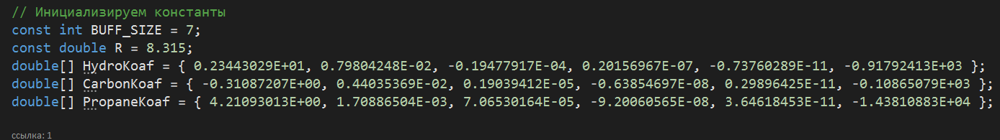 // Инициализируем константы
const int BUFF_SIZE = 7;
const double R = 8.315;
double[] HydroKoaf = { 0.23443029E+01, 0.79804248E-02, -0.19477917E-04, 0.20156967E-07, -0.73760289E-11, -0.91792413E+03 };
double[] CarbonKoaf = { -0.31087207E+00, 0.44035369E-02, 0.19039412E-05, -0.63854697E-08, 0.29896425E-11, -0.10865079E+03 };
double[] PropaneKoaf = { 4.21093013E+00, 1.70886504E-03, 7.06530164E-05, -9.20060565E-08, 3.64618453E-11, -1.43810883E+04 };
ссылка: 1